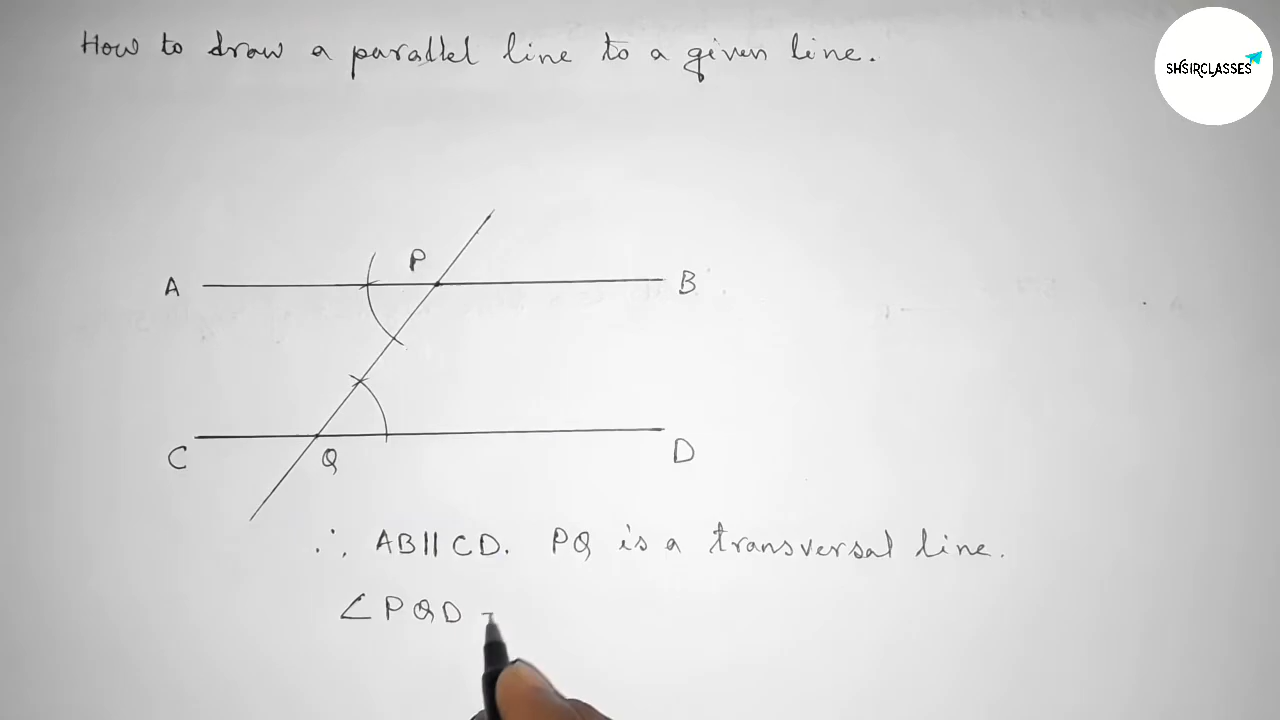 How to draw a parallel line to a given line.
SHSIRCLASSES
P
A
B
C
Q
D
∴ AB∥CD. PQ is a transversal line.
∠PQD